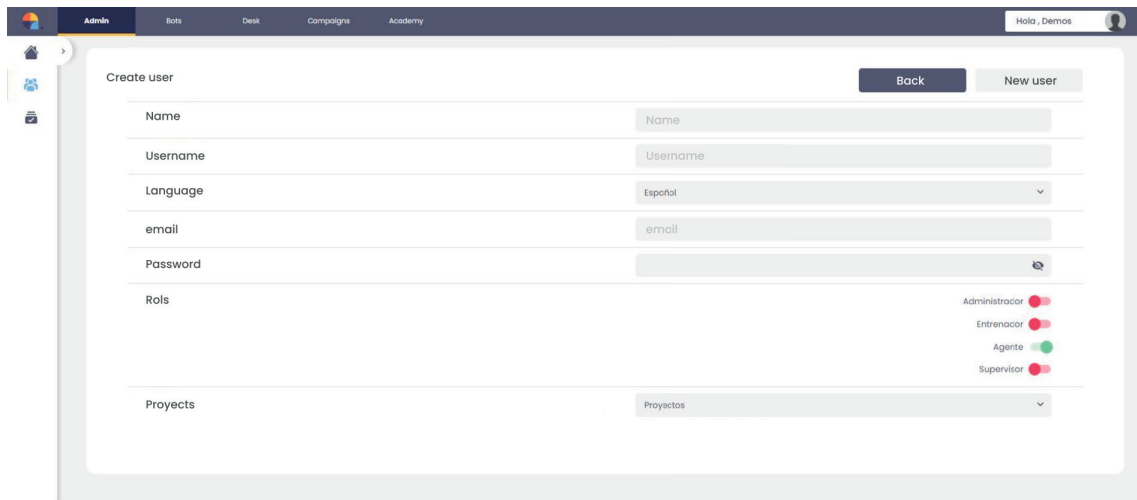 Admin Bots Desk Campaigns Academy Hola , Demos
Create user Back New user
Name Name
Username Username
Language Español
email email
Password
Rols Administracor
Entrenacor
Agente
Supervisor
Proyects Proyectos